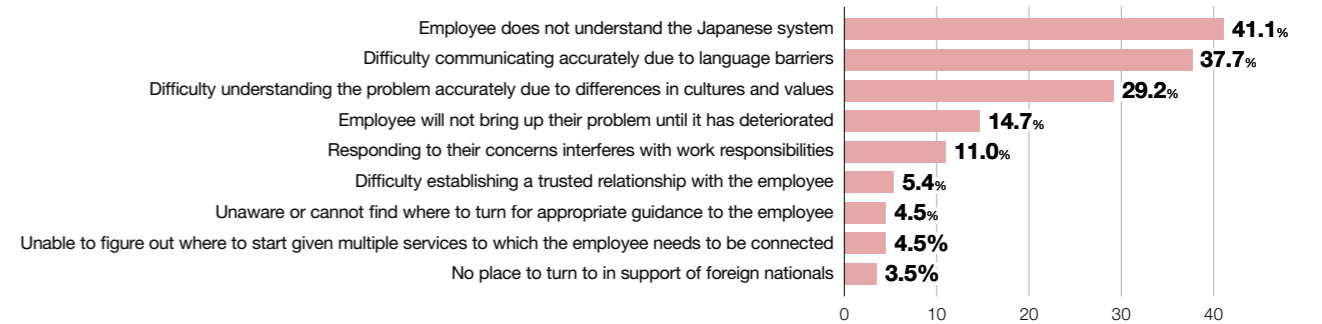 Employee does not understand the Japanese system 41.1%
Difficulty communicating accurately due to language barriers 37.7%
Difficulty understanding the problem accurately due to differences in cultures and values 29.2%
Employee will not bring up their problem until it has deteriorated 14.7%
Responding to their concerns interferes with work responsibilities 11.0%
Difficulty establishing a trusted relationship with the employee 5.4%
Unaware or cannot find where to turn for appropriate guidance to the employee 4.5%
Unable to figure out where to start given multiple services to which the employee needs to be connected 4.5%
No place to turn to in support of foreign nationals 3.5%
0 10 20 30 40